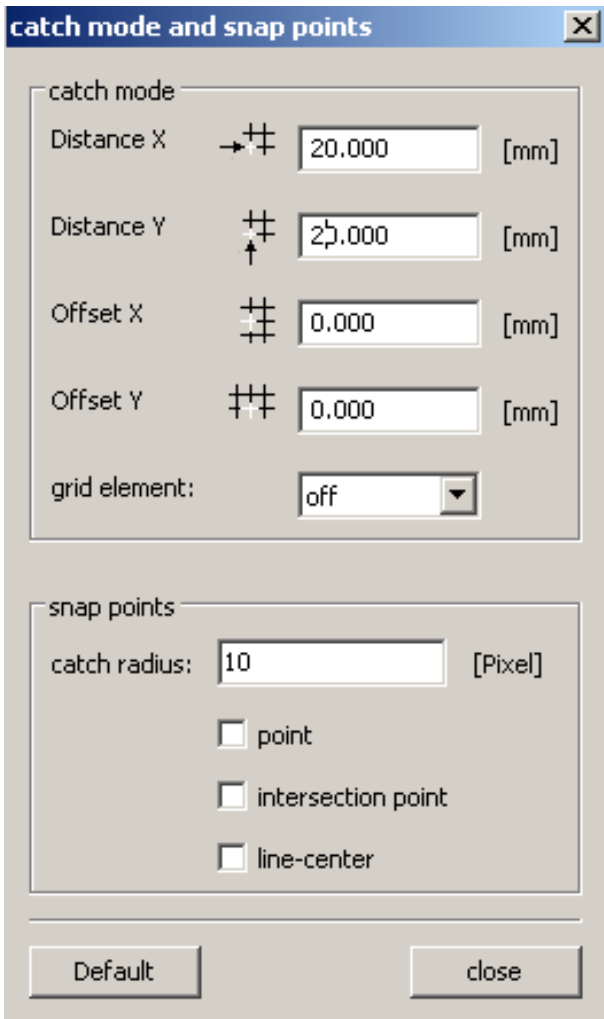 catch mode and snap points
catch mode
Distance X 20.000 [mm]
Distance Y 20.000 [mm]
Offset X 0.000 [mm]
Offset Y 0.000 [mm]
grid element: off
snap points
catch radius: 10 [Pixel]
point
intersection point
line-center
Default close